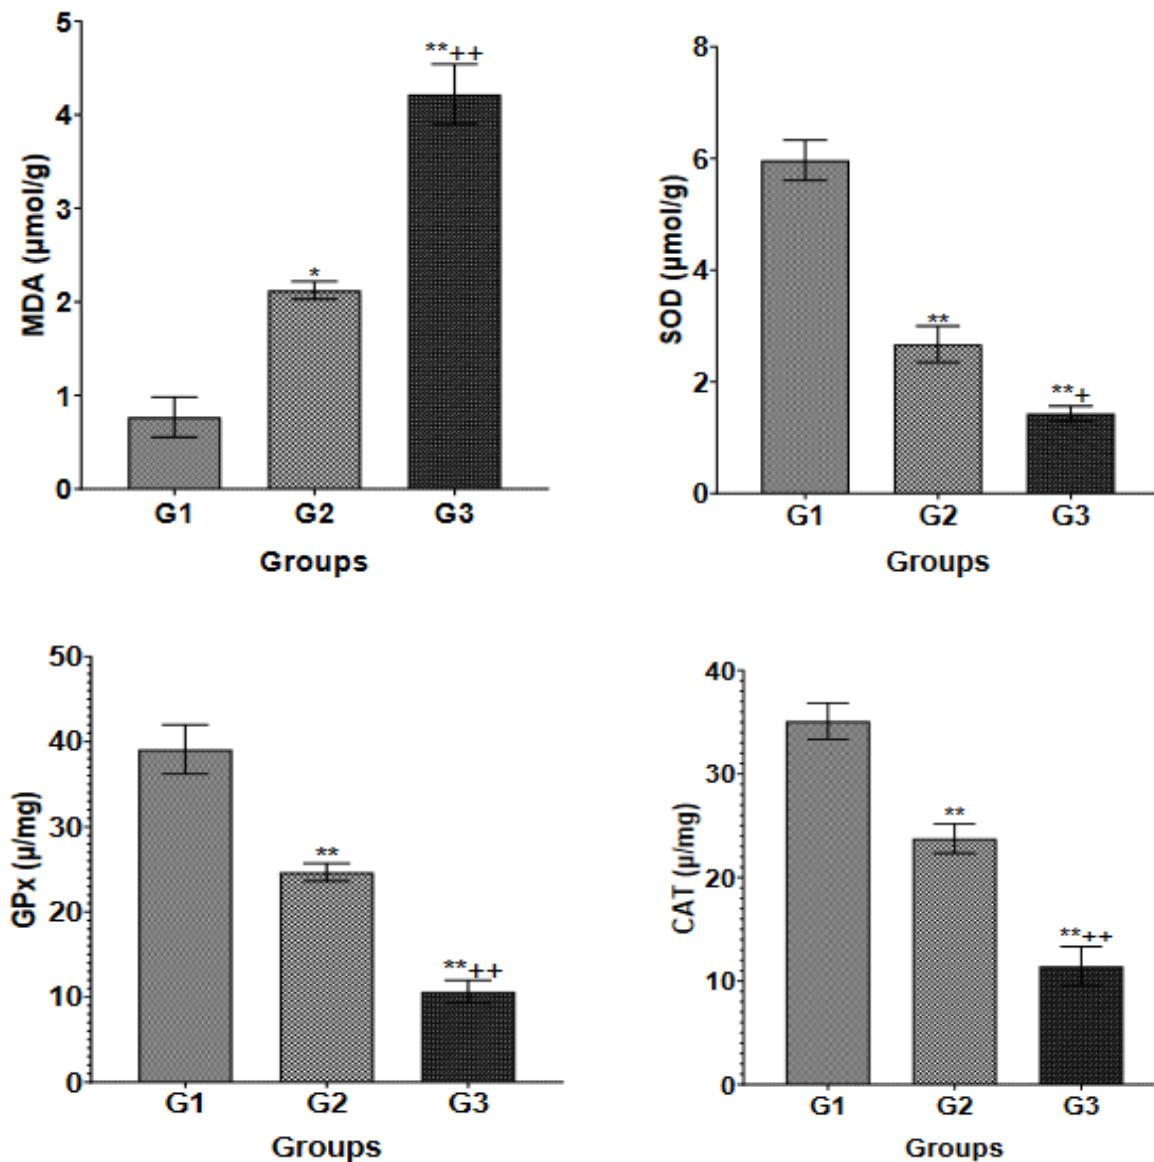 MDA (µmol/g)
5
4
3
2
1
0
*
**++
G1 G2 G3
Groups
SOD (µmol/g)
8
6
4
2
0
**
**+
G1 G2 G3
Groups
GPx (µ/mg)
50
40
30
20
10
0
**
**++
G1 G2 G3
Groups
CAT (µ/mg)
40
30
20
10
0
**
**++
G1 G2 G3
Groups